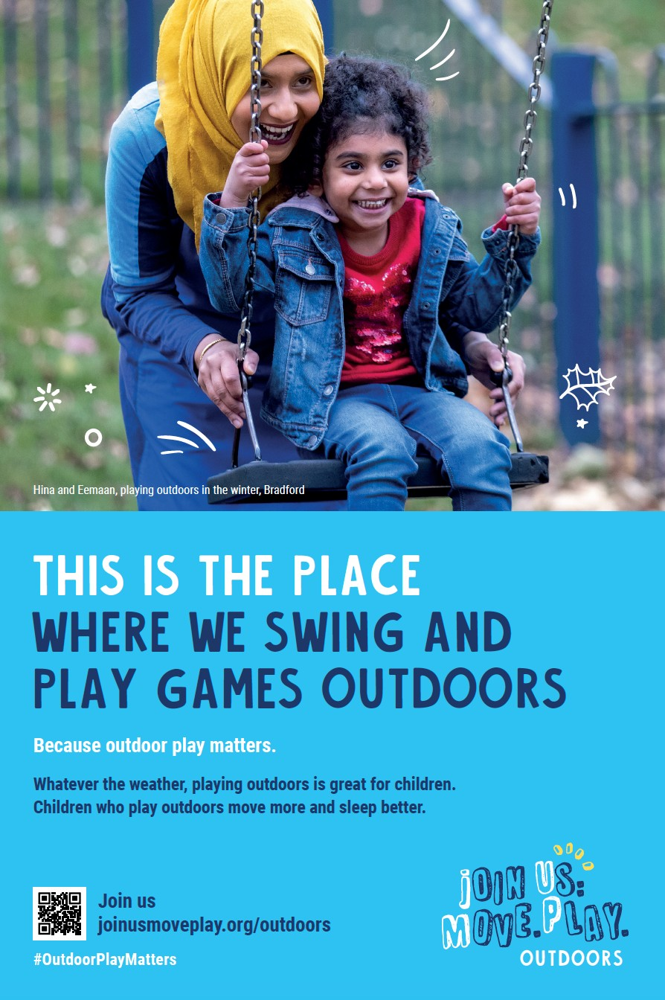 Hina and Eemaan, playing outdoors in the winter, Bradford
THIS IS THE PLACE
WHERE WE SWING AND
PLAY GAMES OUTDOORS
Because outdoor play matters.
Whatever the weather, playing outdoors is great for children.
Children who play outdoors move more and sleep better.
Join us
joinusmoveplay.org/outdoors
#OutdoorPlayMatters
JOIN US:
MOVE.PLAY.
OUTDOORS